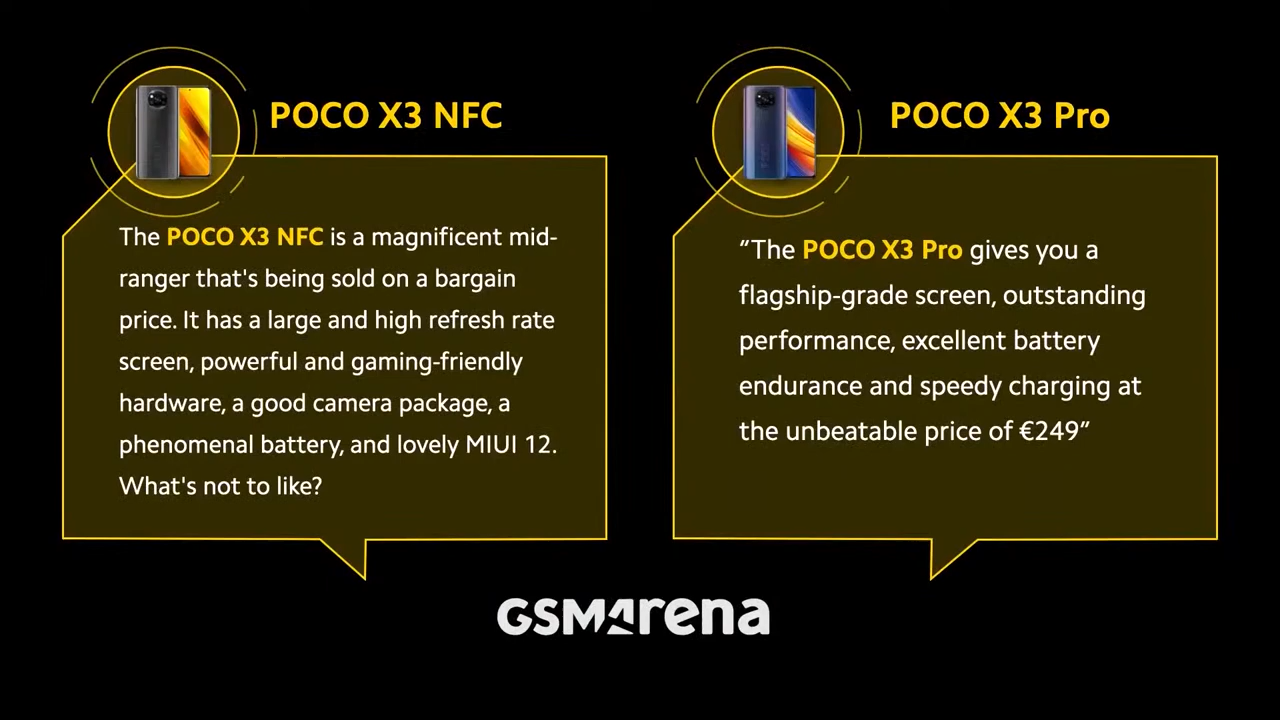 POCO X3 NFC
The POCO X3 NFC is a magnificent mid-
ranger that's being sold on a bargain
price. It has a large and high refresh rate
screen, powerful and gaming-friendly
hardware, a good camera package, a
phenomenal battery, and lovely MIUI 12.
What's not to like?
POCO X3 Pro
“The POCO X3 Pro gives you a
flagship-grade screen, outstanding
performance, excellent battery
endurance and speedy charging at
the unbeatable price of €249”
GSMArena